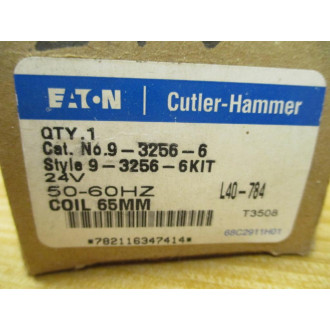 EATON Cutler-Hammer
QTY.1
Cat. No.9-3256-6
Style 9-3256-6KIT
24V
50-60HZ L40-784
COIL 65MM T3508
68C2911H01
*782116347414*